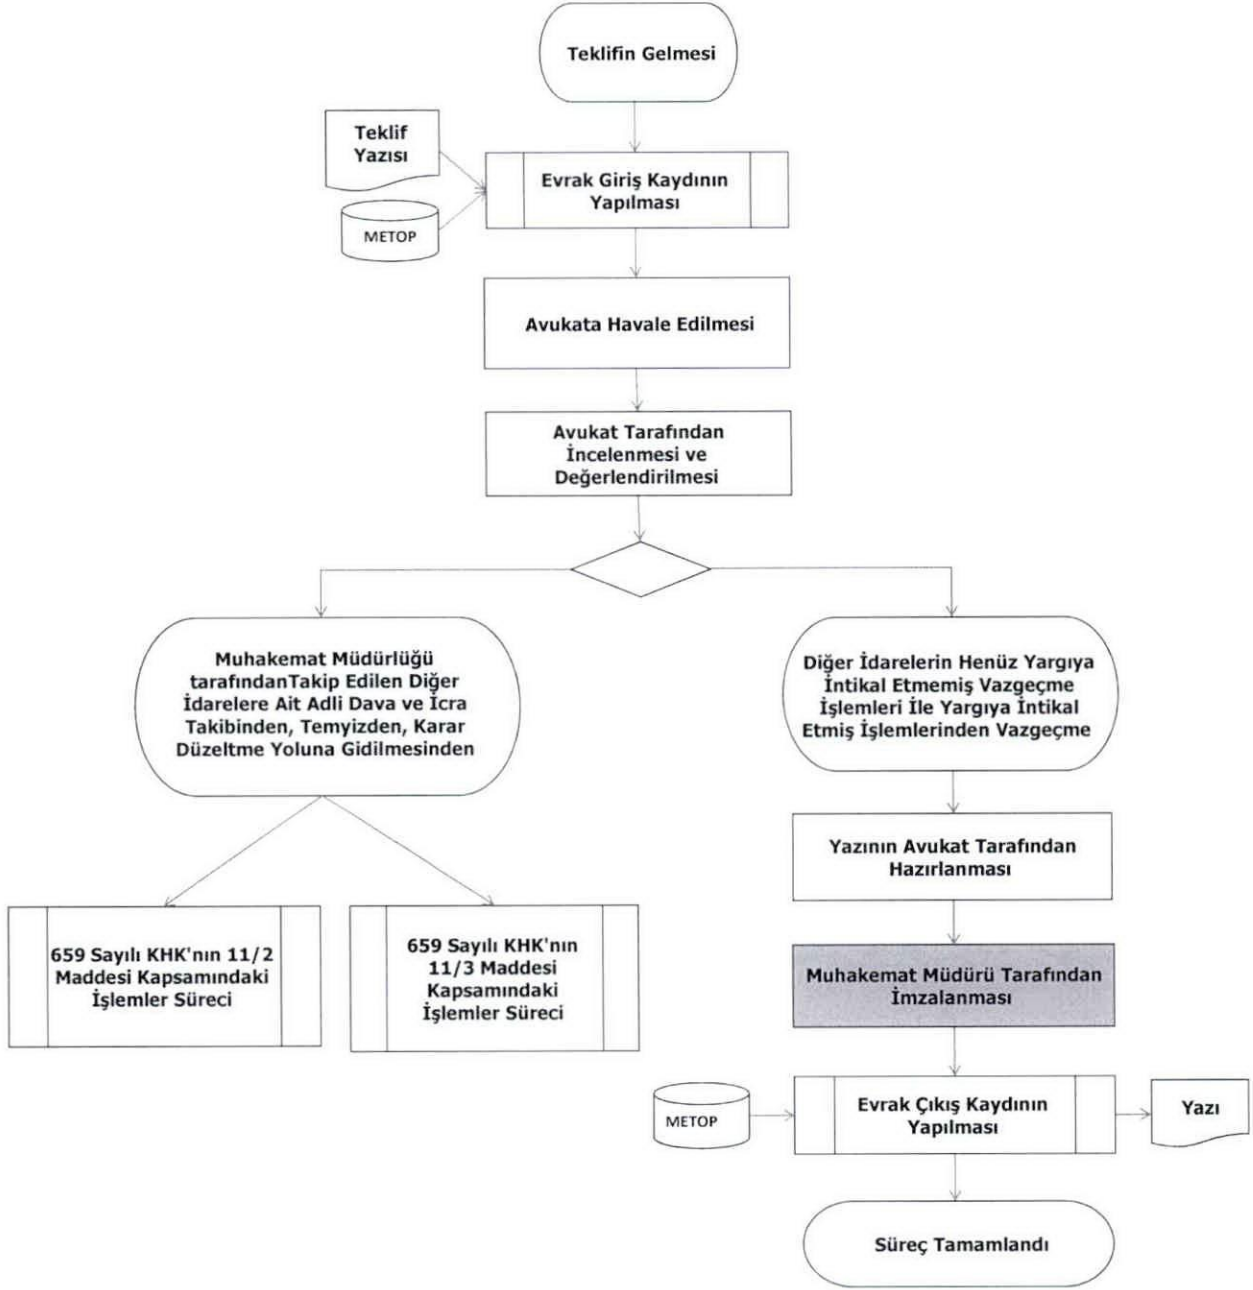 Teklifin Gelmesi
Teklif
Yazısı
METOP
Evrak Giriş Kaydının
Yapılması
Avukata Havale Edilmesi
Avukat Tarafından
İncelenmesi ve
Değerlendirilmesi
Muhakemat Müdürlüğü
tarafındanTakip Edilen Diğer
İdarelere Ait Adli Dava ve İcra
Takibinden, Temyizden, Karar
Düzeltme Yoluna Gidilmesinden
Diğer İdarelerin Henüz Yargıya
İntikal Etmemiş Vazgeçme
İşlemleri İle Yargıya İntikal
Etmiş İşlemlerinden Vazgeçme
659 Sayılı KHK'nın 11/2
Maddesi Kapsamındaki
İşlemler Süreci
659 Sayılı KHK'nın
11/3 Maddesi
Kapsamındaki
İşlemler Süreci
Yazının Avukat Tarafından
Hazırlanması
Muhakemat Müdürü Tarafından
İmzalanması
METOP
Evrak Çıkış Kaydının
Yapılması
Yazı
Süreç Tamamlandı